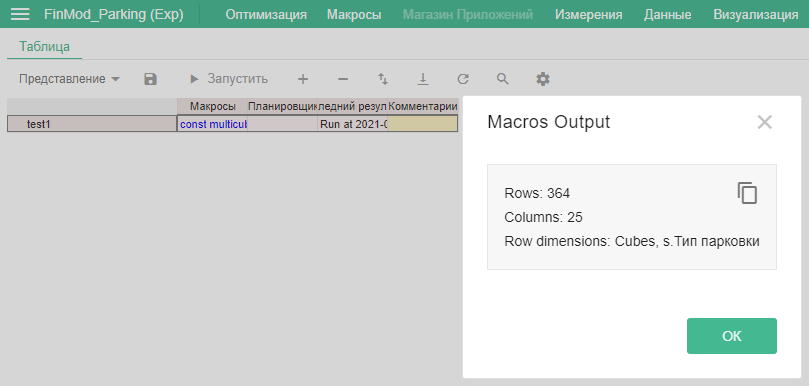 FinMod_Parking (Exp) Оптимизация Макросы Магазин Приложений Измерения Данные Визуализация
Таблица
Представление Запустить
Макросы Планировщик ледний резул Комментарии
test1 const multicul Run at 2021-0
Macros Output
Rows: 364
Columns: 25
Row dimensions: Cubes, s.Тип парковки
OK